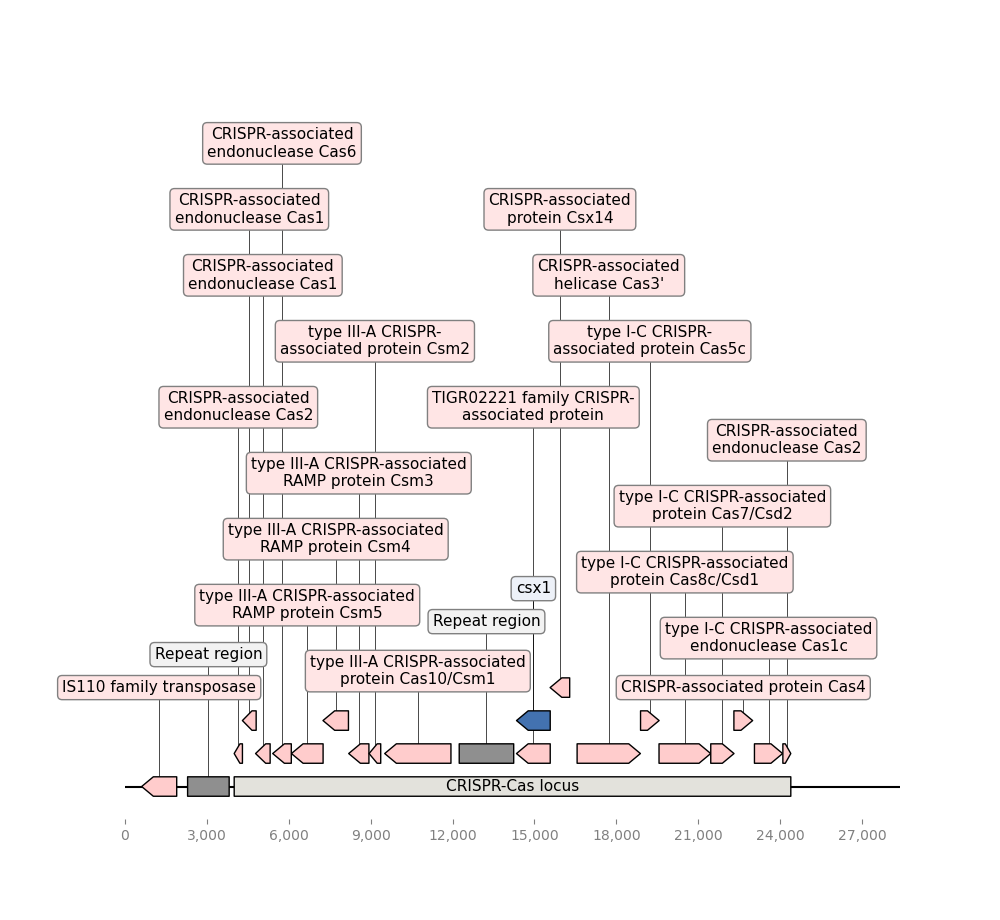 CRISPR-associated
endonuclease Cas6
CRISPR-associated
endonuclease Cas1
CRISPR-associated
protein Csx14
CRISPR-associated
endonuclease Cas1
CRISPR-associated
helicase Cas3'
type III-A CRISPR-
associated protein Csm2
type I-C CRISPR-
associated protein Cas5c
CRISPR-associated
endonuclease Cas2
TIGR02221 family CRISPR-
associated protein
CRISPR-associated
endonuclease Cas2
type III-A CRISPR-associated
RAMP protein Csm3
type I-C CRISPR-associated
protein Cas7/Csd2
type III-A CRISPR-associated
RAMP protein Csm4
type I-C CRISPR-associated
protein Cas8c/Csd1
csx1
type III-A CRISPR-associated
RAMP protein Csm5
Repeat region
type I-C CRISPR-associated
endonuclease Cas1c
Repeat region
type III-A CRISPR-associated
protein Cas10/Csm1
IS110 family transposase
CRISPR-associated protein Cas4
CRISPR-Cas locus
0
3,000
6,000
9,000
12,000
15,000
18,000
21,000
24,000
27,000